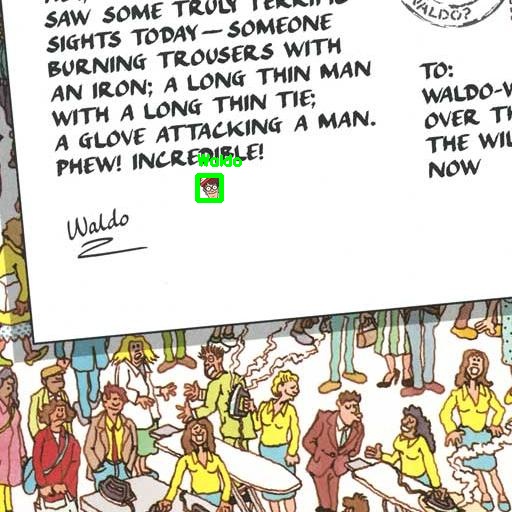 SAW SOME TRULY TERRIFIC
SIGHTS TODAY—SOMEONE
BURNING TROUSERS WITH
AN IRON; A LONG THIN MAN
WITH A LONG THIN TIE;
A GLOVE ATTACKING A MAN.
PHEW! INCREDIBLE!
Waldo
Waldo
WALDO?
TO:
WALDO-W
OVER TH
THE WIL
NOW